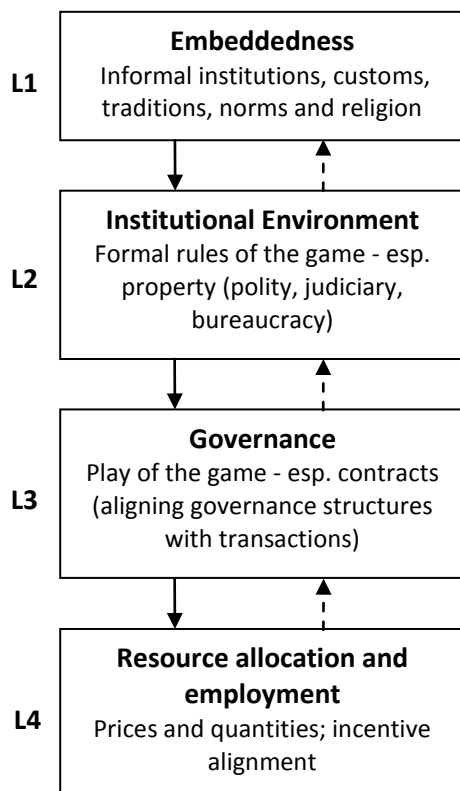 Embeddedness
L1
Informal institutions, customs,
traditions, norms and religion
Institutional Environment
Formal rules of the game - esp.
L2
property (polity, judiciary,
bureaucracy)
Governance
Play of the game - esp. contracts
L3
(aligning governance structures
with transactions)
Resource allocation and
employment
L4
Prices and quantities; incentive
alignment